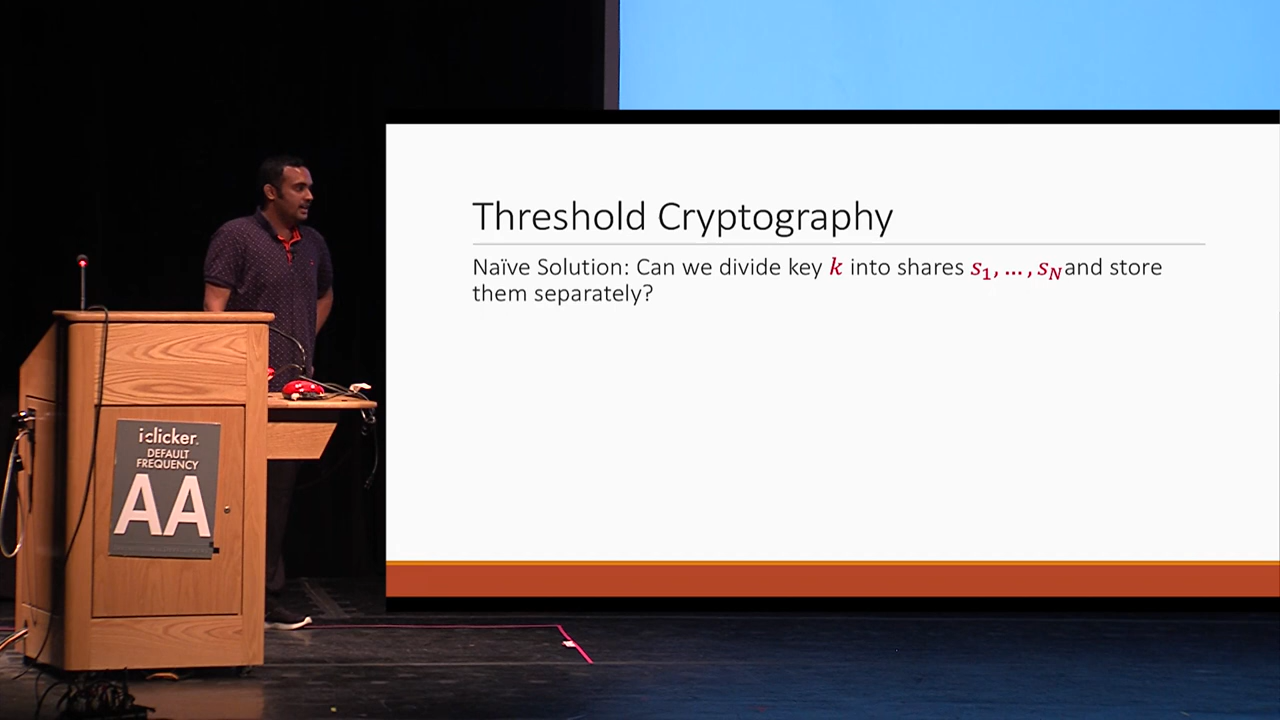 Threshold Cryptography
Naïve Solution: Can we divide key k into shares s₁, … , s_N and store
them separately?
iclicker.
DEFAULT
FREQUENCY
AA